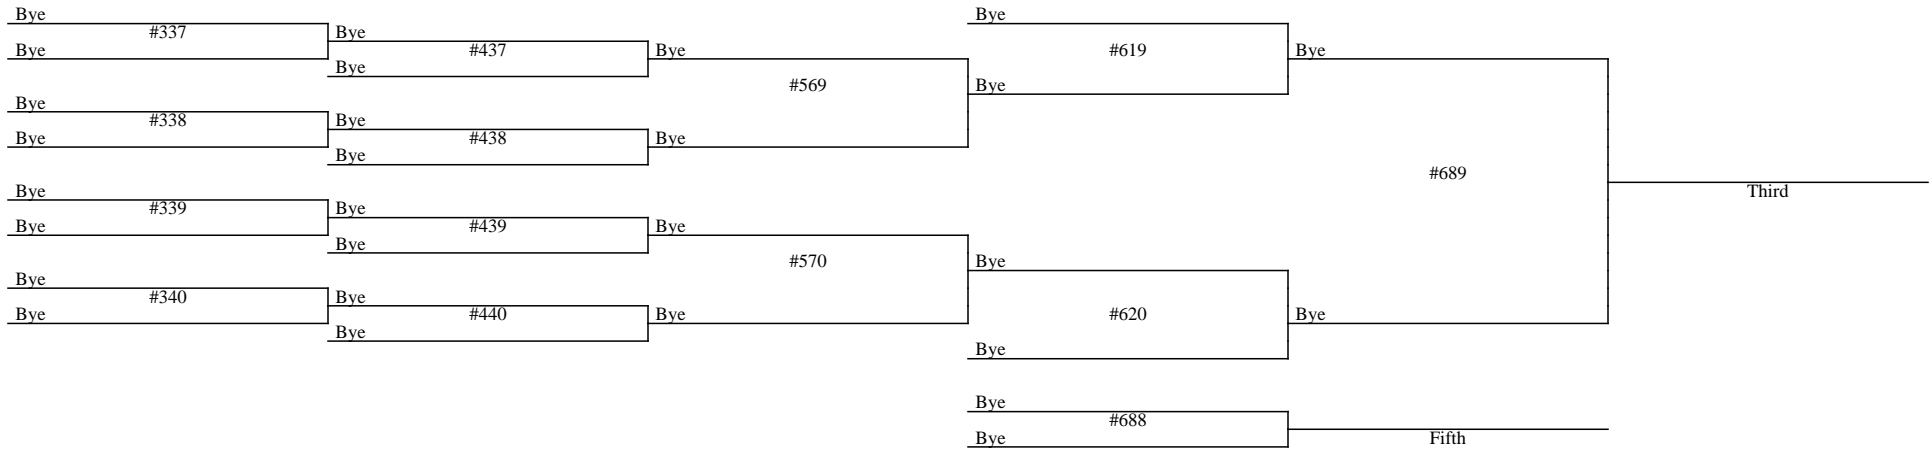 Bye Bye
#337 Bye #619
Bye #437 Bye Bye
Bye #569 Bye
Bye
#338 Bye
Bye #438 Bye
Bye #689
Bye Third
#339 Bye
Bye #439 Bye
Bye #570 Bye
Bye
#340 Bye #620
Bye #440 Bye Bye
Bye
Bye
Bye
#688
Bye Fifth